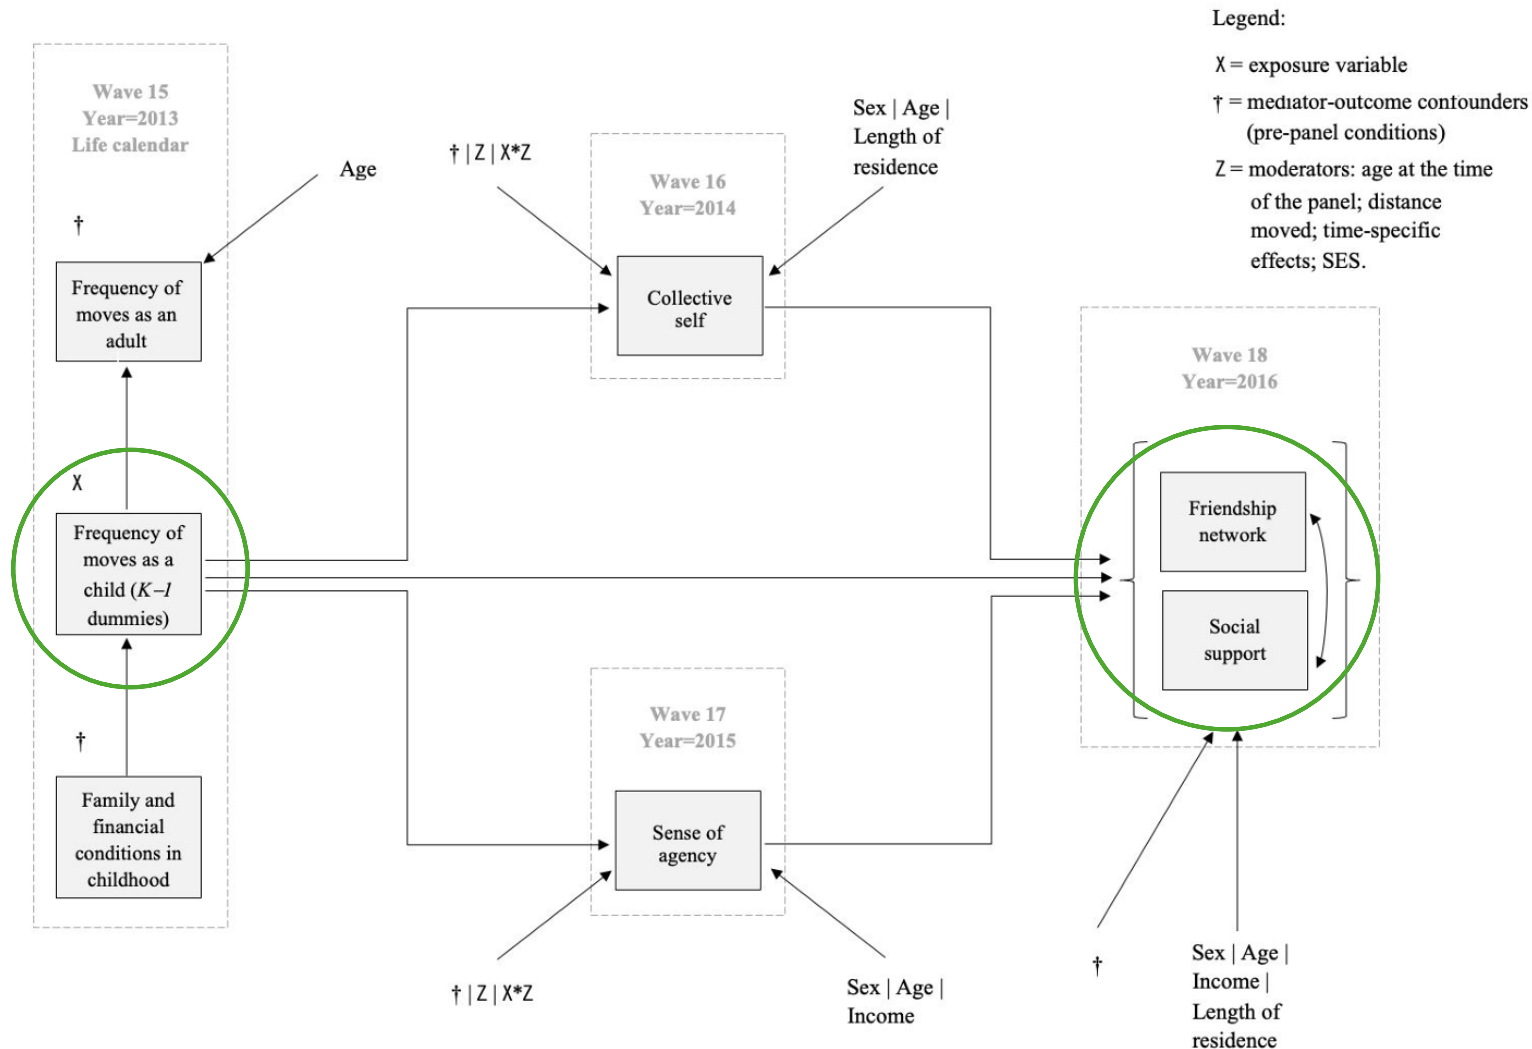 Legend:
X = exposure variable
† = mediator-outcome confounders
(pre-panel conditions)
Z = moderators: age at the time
of the panel; distance
moved; time-specific
effects; SES.
Wave 15
Year=2013
Life calendar
†
Age
Frequency of
moves as an
adult
X
Frequency of
moves as a
child (K–1
dummies)
†
Family and
financial
conditions in
childhood
† | Z | X*Z
Sex | Age |
Length of
residence
Wave 16
Year=2014
Collective
self
Wave 17
Year=2015
Sense of
agency
† | Z | X*Z
Sex | Age |
Income
Wave 18
Year=2016
Friendship
network
Social
support
†
Sex | Age |
Income |
Length of
residence